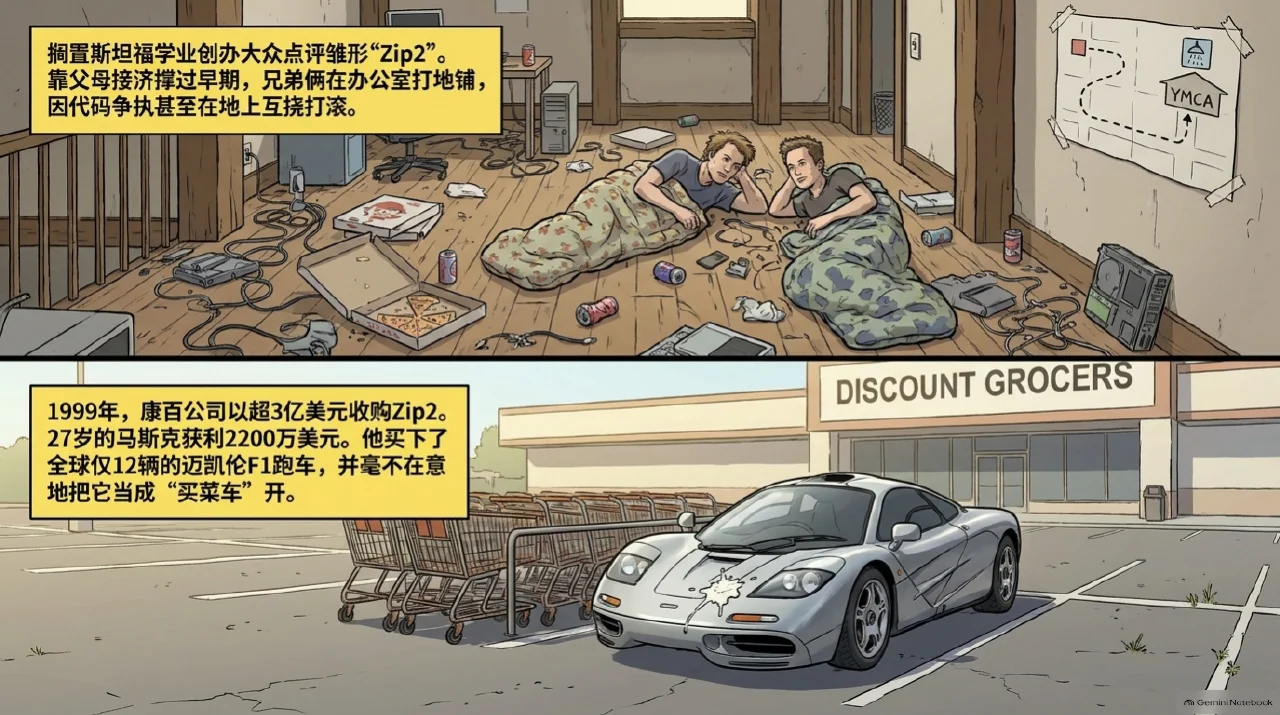 搁置斯坦福学业创办大众点评雏形“Zip2”。
靠父母接济撑过早期，兄弟俩在办公室打地铺，
因代码争执甚至在地上互挠打滚。
YMCA
1999年，康百公司以超3亿美元收购Zip2。
27岁的马斯克获利2200万美元。他买下了
全球仅12辆的迈凯伦F1跑车，并毫不在意
地把它当成“买菜车”开。
DISCOUNT GROCERS
Gemini Notebook